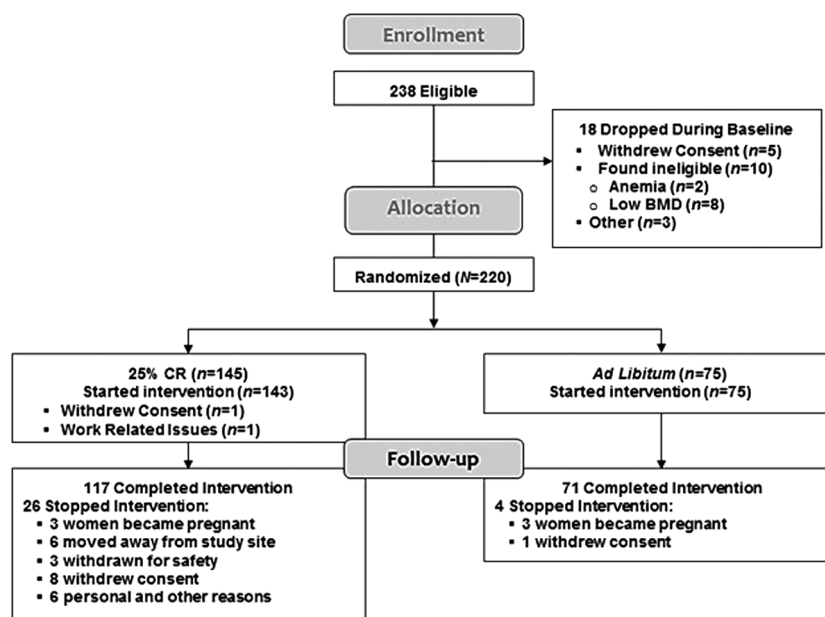 Enrollment
238 Eligible
18 Dropped During Baseline
▪ Withdrew Consent (n=5)
▪ Found ineligible (n=10)
o Anemia (n=2)
o Low BMD (n=8)
▪ Other (n=3)
Allocation
Randomized (N=220)
25% CR (n=145)
Started intervention (n=143)
▪ Withdrew Consent (n=1)
▪ Work Related Issues (n=1)
Ad Libitum (n=75)
Started intervention (n=75)
Follow-up
117 Completed Intervention
26 Stopped Intervention:
▪ 3 women became pregnant
▪ 6 moved away from study site
▪ 3 withdrawn for safety
▪ 8 withdrew consent
▪ 6 personal and other reasons
71 Completed Intervention
4 Stopped Intervention:
▪ 3 women became pregnant
▪ 1 withdrew consent